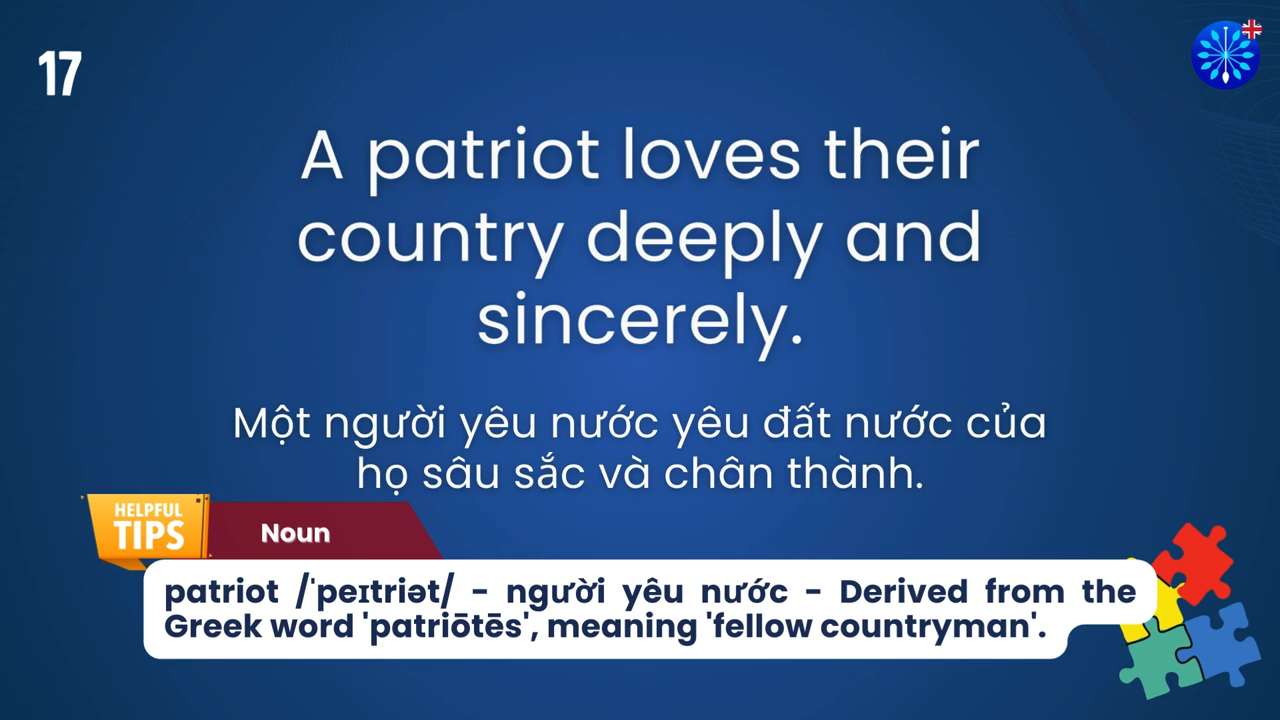 17
A patriot loves their
country deeply and
sincerely.
Một người yêu nước yêu đất nước của
họ sâu sắc và chân thành.
HELPFUL
TIPS
Noun
patriot /ˈpeɪtriət/ - người yêu nước - Derived from the
Greek word 'patriōtēs', meaning 'fellow countryman'.